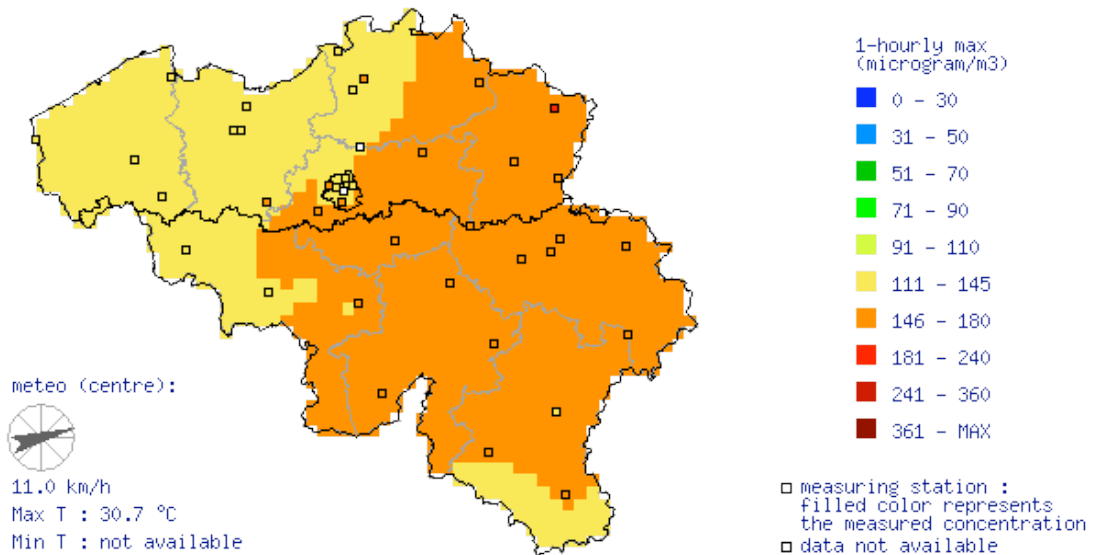 1-hourly max
(microgram/m3)
0 - 30
31 - 50
51 - 70
71 - 90
91 - 110
111 - 145
146 - 180
181 - 240
241 - 360
361 - MAX
meteo (centre):
11.0 km/h
Max T : 30.7 ºC
Min T : not available
measuring station :
filled color represents
the measured concentration
data not available